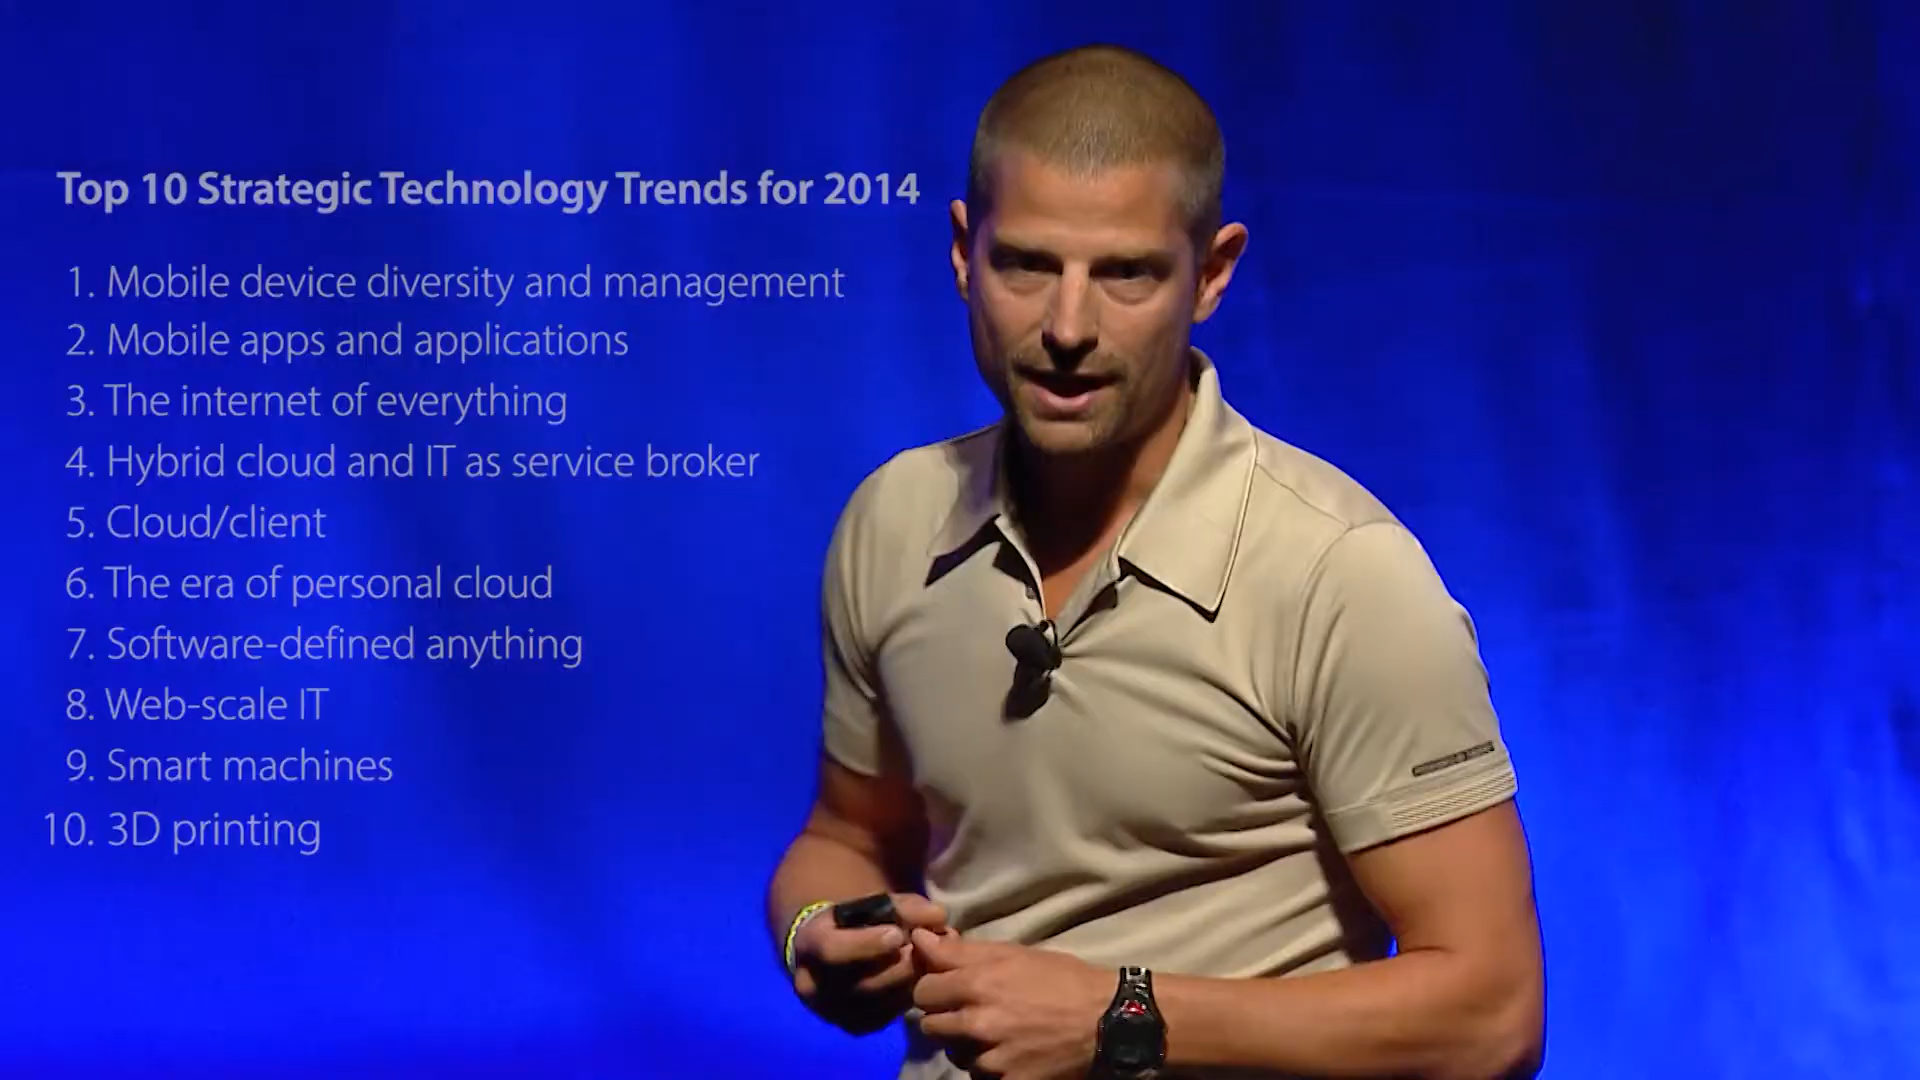 Top 10 Strategic Technology Trends for 2014
1. Mobile device diversity and management
2. Mobile apps and applications
3. The internet of everything
4. Hybrid cloud and IT as service broker
5. Cloud/client
6. The era of personal cloud
7. Software-defined anything
8. Web-scale IT
9. Smart machines
10. 3D printing